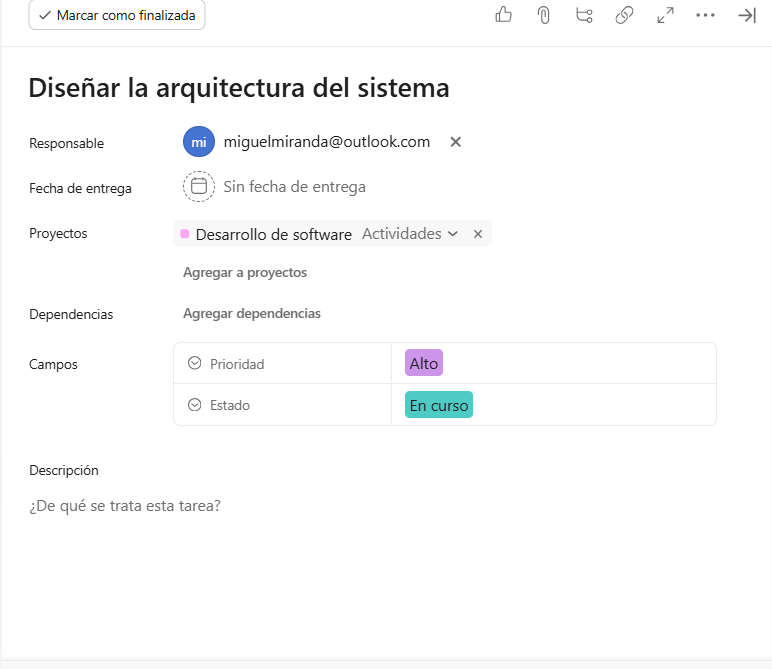 Marcar como finalizada
Diseñar la arquitectura del sistema
Responsable
mi
miguelmiranda@outlook.com
Fecha de entrega
Sin fecha de entrega
Proyectos
Desarrollo de software Actividades
Agregar a proyectos
Dependencias
Agregar dependencias
Campos
Prioridad
Alto
Estado
En curso
Descripción
¿De qué se trata esta tarea?